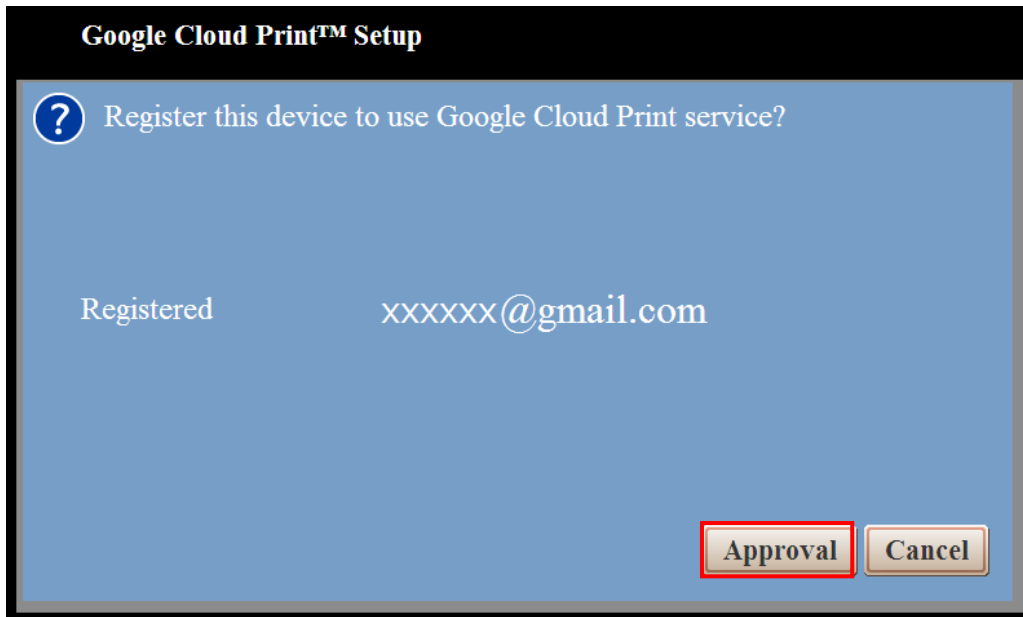 Google Cloud Print™ Setup
? Register this device to use Google Cloud Print service?
Registered xxxxxx@gmail.com
Approval Cancel